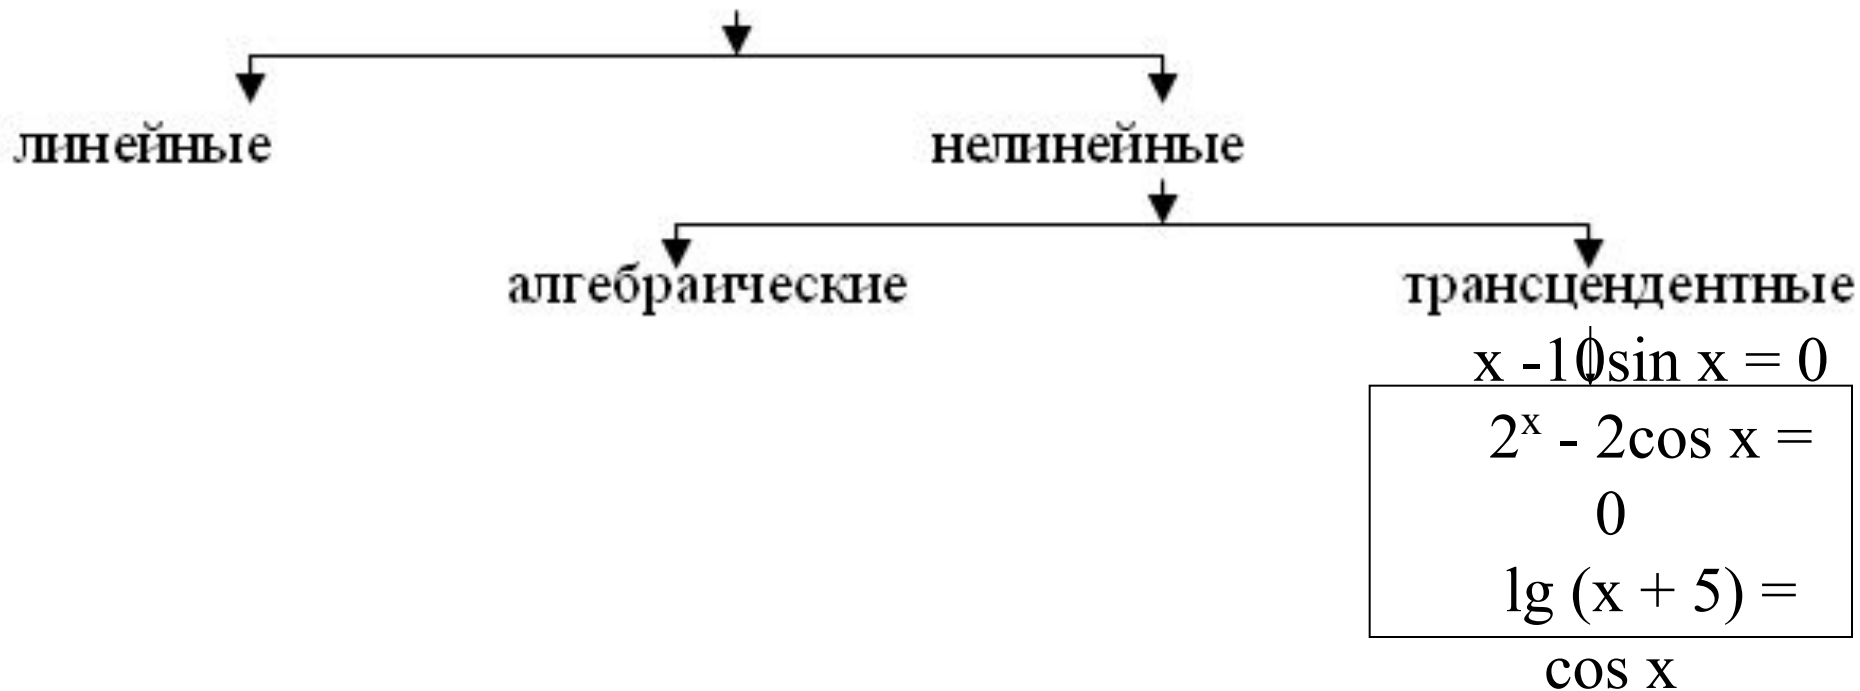 линейные нелинейные
алгебраические трансцендентные
x -10sin x = 0
2ˣ - 2cos x =
0
lg (x + 5) =
cos x